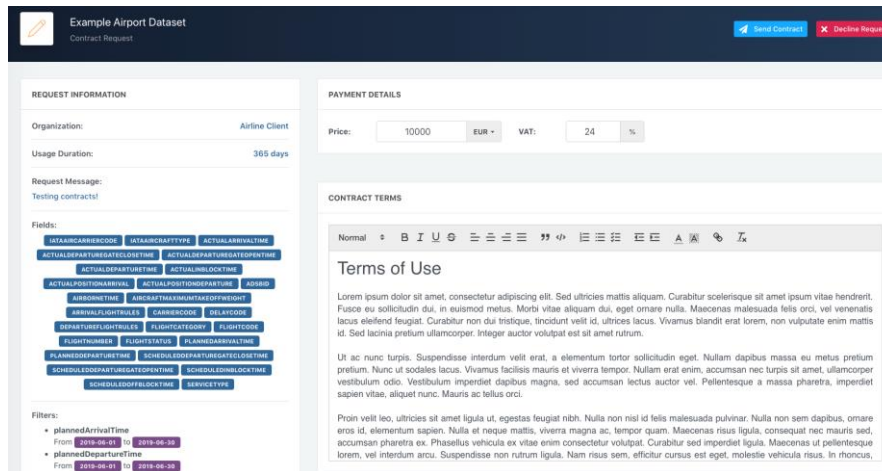 Example Airport Dataset
Contract Request
Send Contract
Decline Reque
REQUEST INFORMATION
Organization: Airline Client
Usage Duration: 365 days
Request Message:
Testing contracts!
Fields:
IATAAIRCARRIERCODE IATAAIRCRAFTTYPE ACTUALARRIVALTIME
ACTUALDEPARTUREGATECLOSETIME ACTUALDEPARTUREGATEOPENTIME
ACTUALDEPARTURETIME ACTUALINBLOCKTIME
ACTUALPOSITIONARRIVAL ACTUALPOSITIONDEPARTURE ADSBID
AIRBORNETIME AIRCRAFTMAXIMUMTAKEOFFWEIGHT
ARRIVALFLIGHTRULES CARRIERCODE DELAYCODE
DEPARTUREFLIGHTRULES FLIGHTCATEGORY FLIGHTCODE
FLIGHTNUMBER FLIGHTSTATUS PLANNEDARRIVALTIME
PLANNEDDEPARTURETIME SCHEDULEDDEPARTUREGATECLOSETIME
SCHEDULEDDEPARTUREGATEOPENTIME SCHEDULEDINBLOCKTIME
SCHEDULEDOFFBLOCKTIME SERVICETYPE
Filters:
• plannedArrivalTime
From 2019-06-01 to 2019-06-30
• plannedDepartureTime
From 2019-06-01 to 2019-06-30
PAYMENT DETAILS
Price: 10000 EUR VAT: 24 %
CONTRACT TERMS
Normal
Terms of Use
Lorem ipsum dolor sit amet, consectetur adipiscing elit. Sed ultricies mattis aliquam. Curabitur scelerisque sit amet ipsum vitae hendrerit.
Fusce eu sollicitudin dui, in euismod metus. Morbi vitae aliquam dui, eget ornare nulla. Maecenas malesuada felis orci, vel venenatis
lacus eleifend feugiat. Curabitur non dui tristique, tincidunt velit id, ultrices lacus. Vivamus blandit erat lorem, non vulputate enim mattis
id. Sed lacinia pretium ullamcorper. Integer auctor volutpat est sit amet rutrum.
Ut ac nunc turpis. Suspendisse interdum velit erat, a elementum tortor sollicitudin eget. Nullam dapibus massa eu metus pretium
pretium. Nunc ut sodales lacus. Vivamus facilisis mauris et viverra tempor. Nullam erat enim, accumsan nec turpis sit amet, ullamcorper
vestibulum odio. Vestibulum imperdiet dapibus magna, sed accumsan lectus auctor vel. Pellentesque a massa pharetra, imperdiet
sapien vitae, aliquet nunc. Mauris ac tellus orci.
Proin velit leo, ultricies sit amet ligula ut, egestas feugiat nibh. Nulla non nisl id felis malesuada pulvinar. Nulla non sem dapibus, ornare
eros id, elementum sapien. Nulla et neque mattis, viverra magna ac, tempor quam. Maecenas risus ligula, consequat nec mauris sed,
accumsan pharetra ex. Phasellus vehicula ex vitae enim consectetur volutpat. Curabitur sed imperdiet ligula. Maecenas ut pellentesque
lorem, vel interdum arcu. Suspendisse non rutrum ligula. Nam risus sem, efficitur cursus est eget, molestie vehicula risus. In rhoncus,